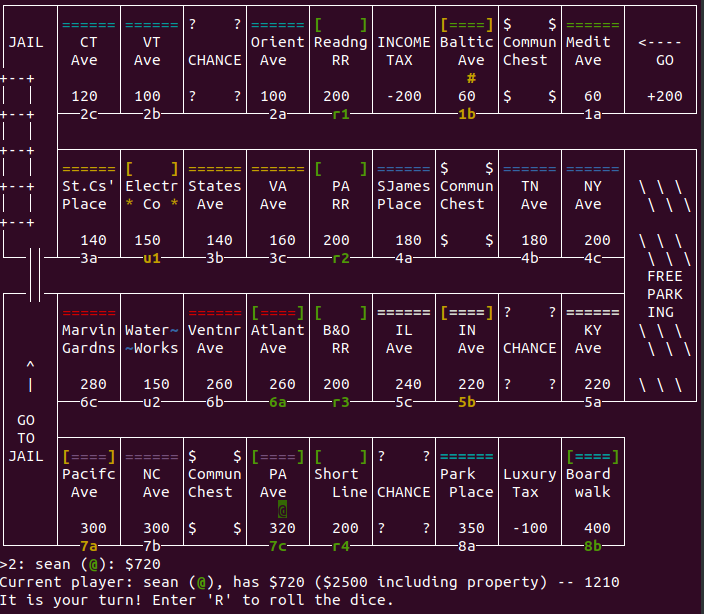 ====== ====== ? ? ====== [ ] [====] $ $ ======
JAIL CT VT Orient Readng INCOME Baltic Commun Medit <----
Ave Ave CHANCE Ave RR TAX Ave Chest Ave GO
+--+ #
| | 120 100 ? ? 100 200 -200 60 $ $ 60 +200
+--+ 2c 2b 2a r1 1b 1a
| |
+--+
| | ====== [ ] ====== ====== [ ] ====== $ $ ====== ======
+--+ St.Cs' Electr States VA PA SJames Commun TN NY \ \ \
| | Place * Co * Ave Ave RR Place Chest Ave Ave \ \ \
+--+
140 150 140 160 200 180 $ $ 180 200 \ \ \
3a u1 3b 3c r2 4a 4b 4c \ \ \
FREE
PARK
====== ====== [====] [ ] ====== [====] ? ? ====== ING
Marvin Water~ Ventnr Atlant B&O IL IN KY \ \ \
Gardns ~Works Ave Ave RR Ave Ave CHANCE Ave \ \ \
^
| 280 150 260 260 200 240 220 ? ? 220 \ \ \
6c u2 6b 6a r3 5c 5b 5a
GO
TO
JAIL [====] ====== $ $ [====] [ ] ? ? ====== [====]
Pacifc NC Commun PA Short Park Luxury Board
Ave Ave Chest Ave Line CHANCE Place Tax walk
@
300 300 $ $ 320 200 ? ? 350 -100 400
7a 7b 7c r4 8a 8b
>2: sean (@): $720
Current player: sean (@), has $720 ($2500 including property) -- 1210
It is your turn! Enter 'R' to roll the dice.